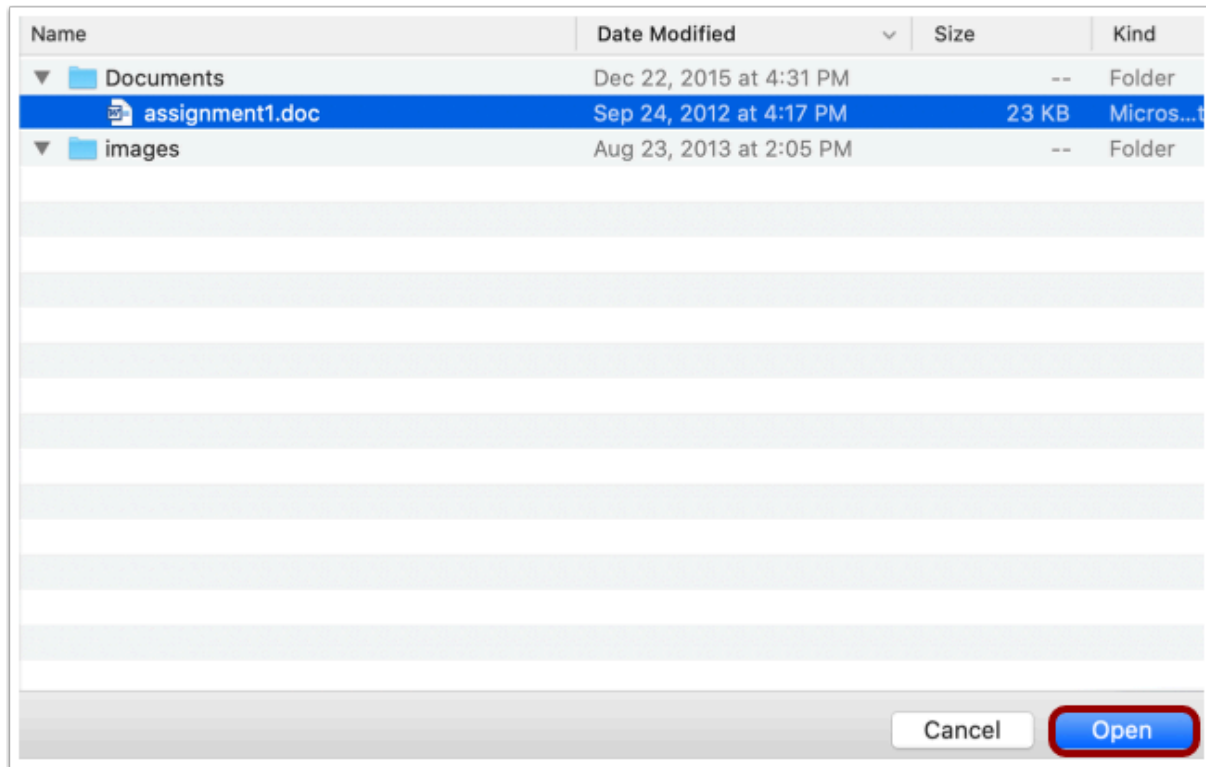 Name Date Modified Size Kind
Documents Dec 22, 2015 at 4:31 PM -- Folder
assignment1.doc Sep 24, 2012 at 4:17 PM 23 KB Micros...t
images Aug 23, 2013 at 2:05 PM -- Folder
Cancel Open